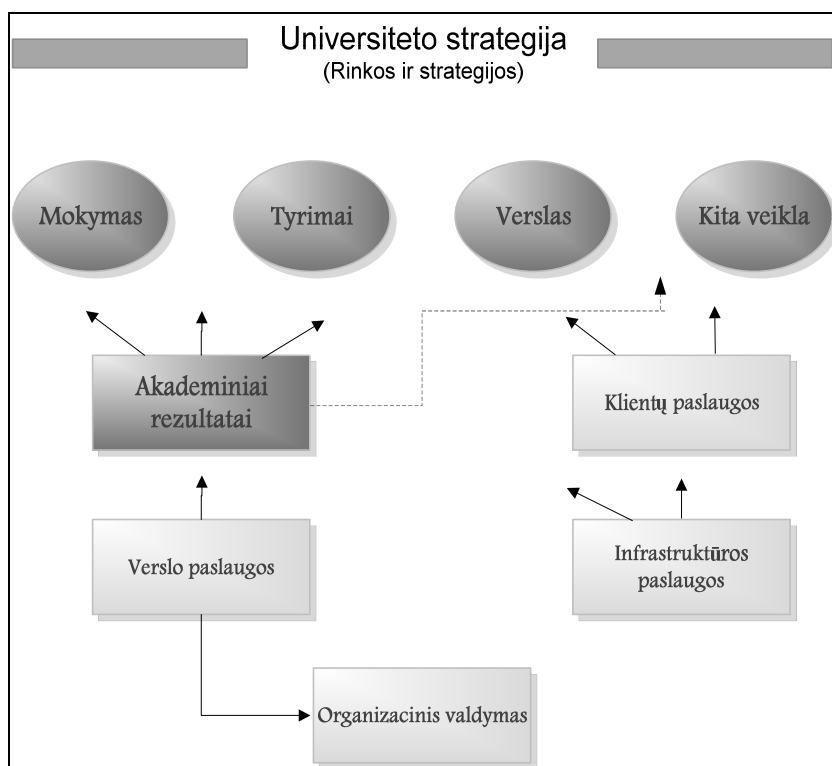 Universiteto strategija
(Rinkos ir strategijos)
Mokymas
Tyrimai
Verslas
Kita veikla
Akademiniai
rezultatai
Klientų paslaugos
Verslo paslaugos
Infrastruktūros
paslaugos
Organizacinis valdymas